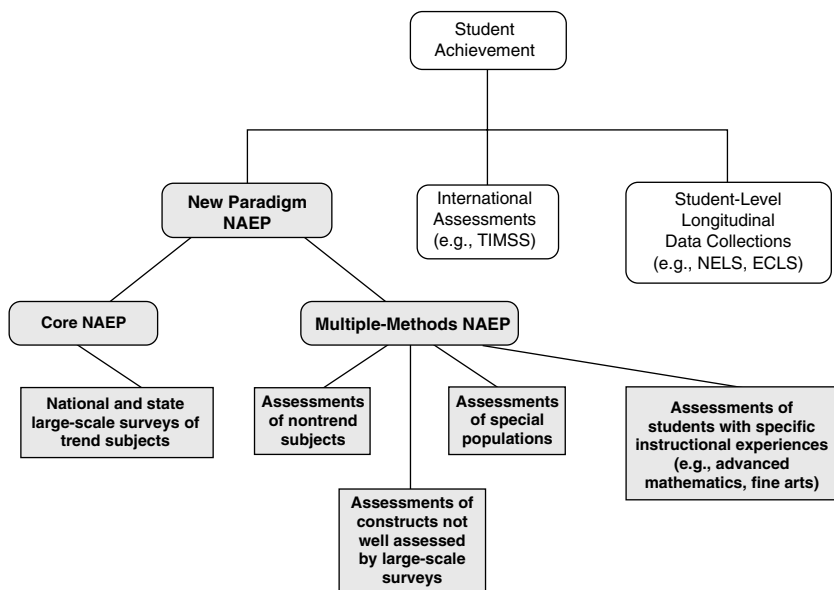 Student
Achievement
New Paradigm
NAEP
International
Assessments
(e.g., TIMSS)
Student-Level
Longitudinal
Data Collections
(e.g., NELS, ECLS)
Core NAEP
Multiple-Methods NAEP
National and state
large-scale surveys of
trend subjects
Assessments
of nontrend
subjects
Assessments
of special
populations
Assessments of
students with specific
instructional experiences
(e.g., advanced
mathematics, fine arts)
Assessments of
constructs not
well assessed
by large-scale
surveys